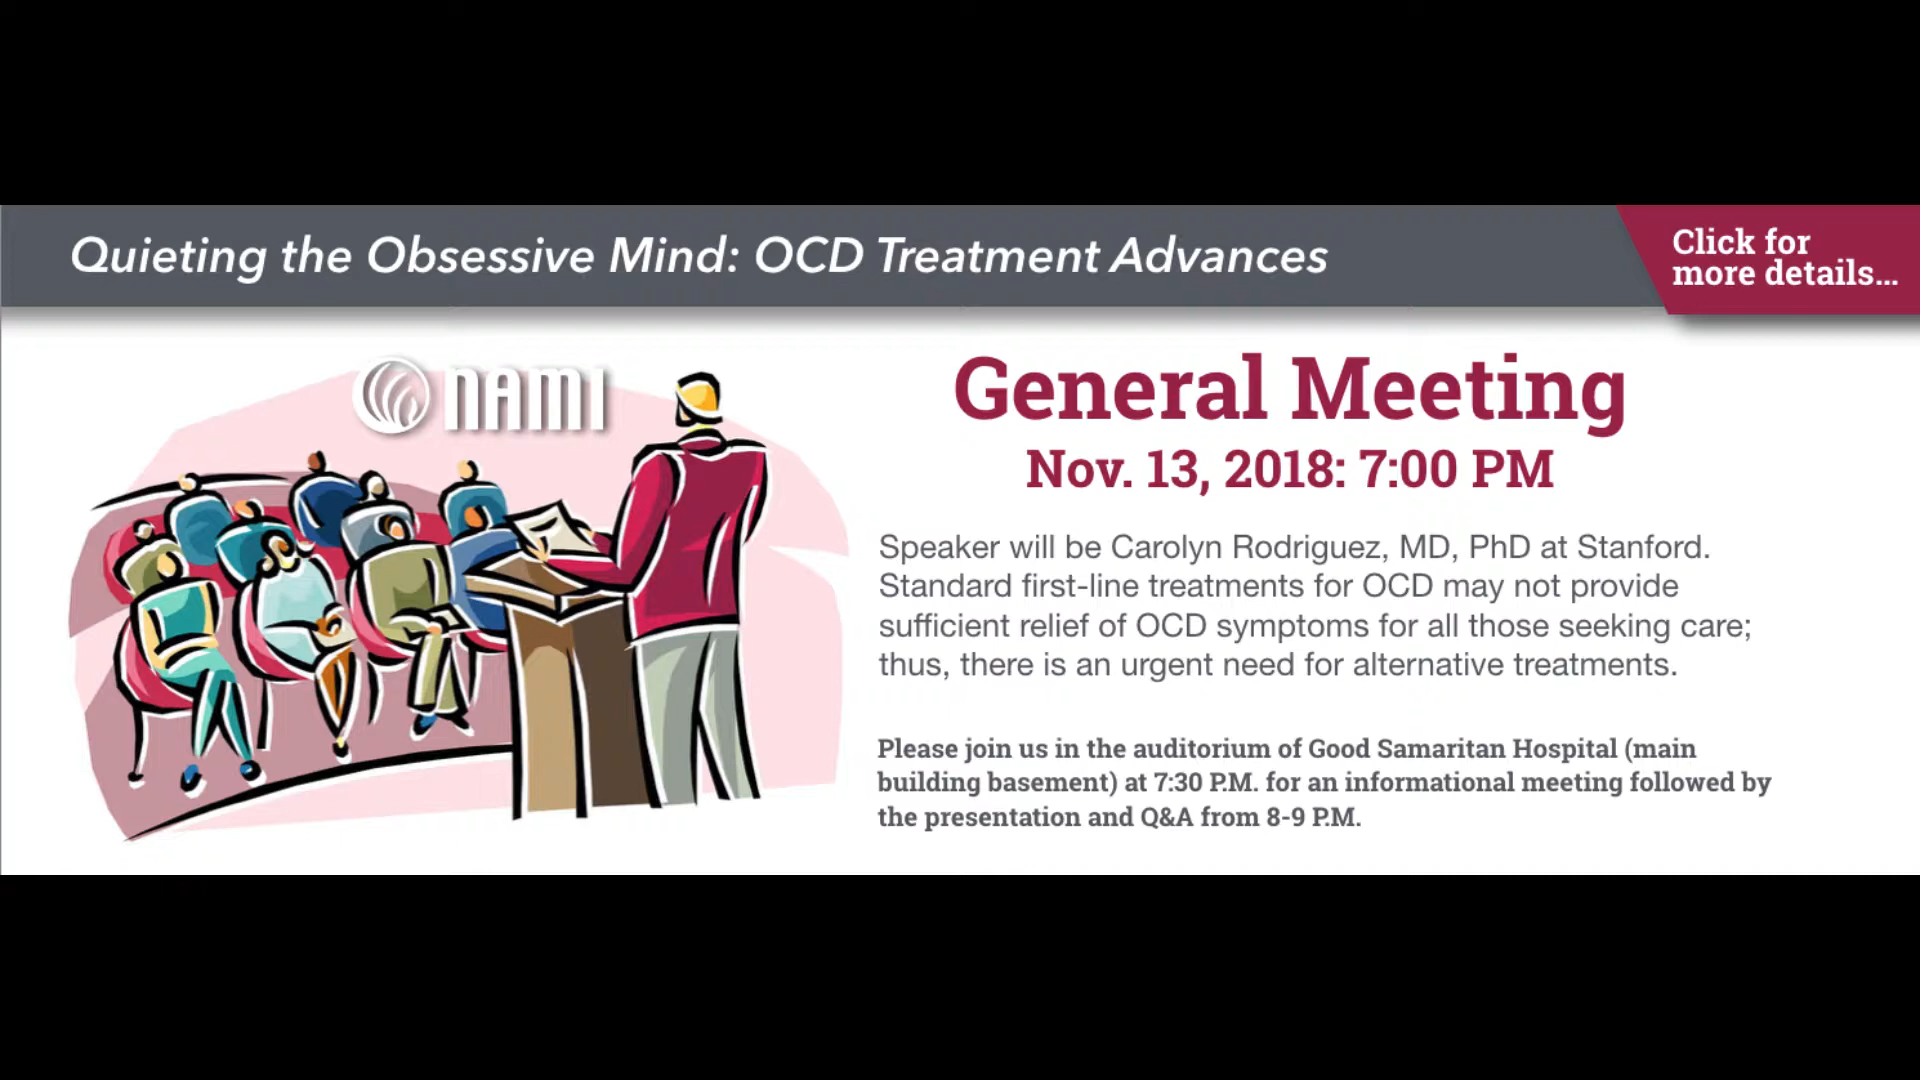 Quieting the Obsessive Mind: OCD Treatment Advances
Click for
more details...
NAMI
General Meeting
Nov. 13, 2018: 7:00 PM
Speaker will be Carolyn Rodriguez, MD, PhD at Stanford.
Standard first-line treatments for OCD may not provide
sufficient relief of OCD symptoms for all those seeking care;
thus, there is an urgent need for alternative treatments.
Please join us in the auditorium of Good Samaritan Hospital (main
building basement) at 7:30 P.M. for an informational meeting followed by
the presentation and Q&A from 8-9 P.M.